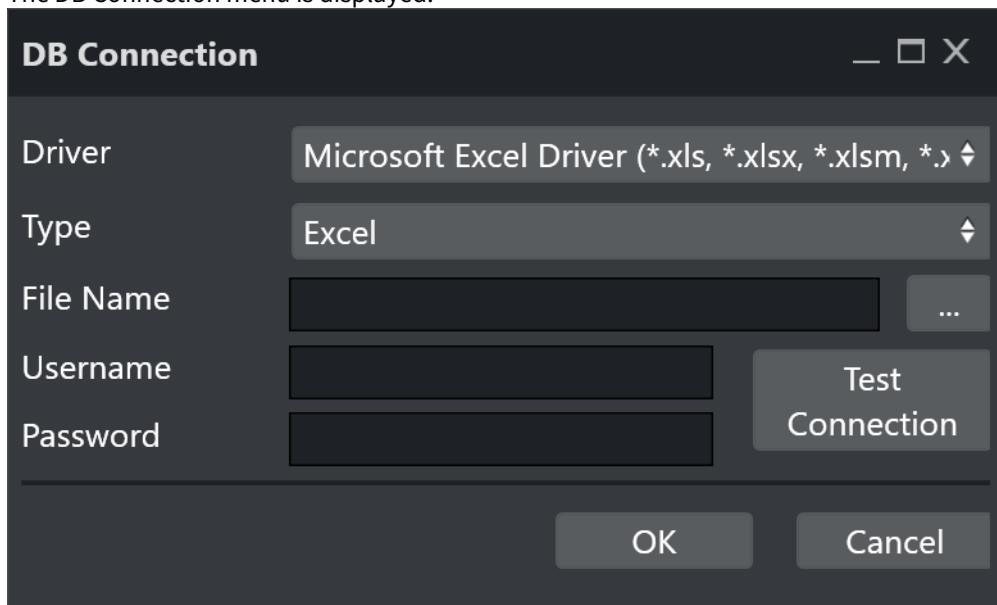 The DB Connection menu is displayed.
DB Connection
Driver
Microsoft Excel Driver (*.xls, *.xlsx, *.xlsm, *.x
Type
Excel
File Name
...
Username
Test
Connection
Password
OK
Cancel